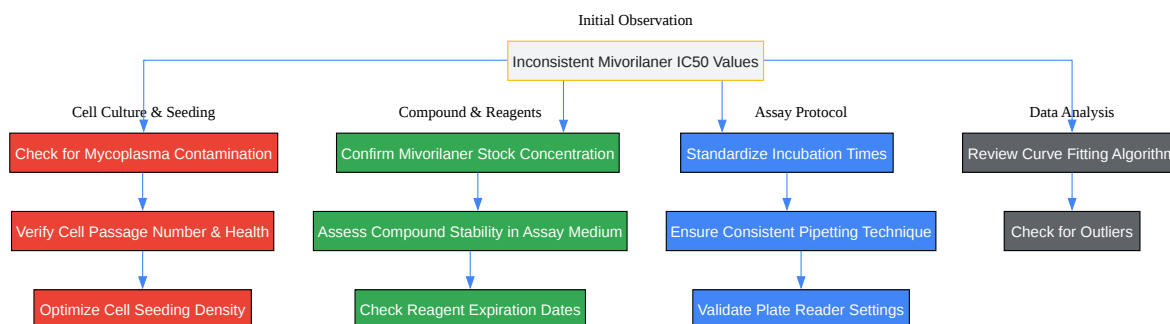 Initial Observation
Inconsistent Mivorilaner IC50 Values
Cell Culture & Seeding
Compound & Reagents
Assay Protocol
Data Analysis
Check for Mycoplasma Contamination
Confirm Mivorilaner Stock Concentration
Standardize Incubation Times
Review Curve Fitting Algorithm
Verify Cell Passage Number & Health
Assess Compound Stability in Assay Medium
Ensure Consistent Pipetting Technique
Check for Outliers
Optimize Cell Seeding Density
Check Reagent Expiration Dates
Validate Plate Reader Settings